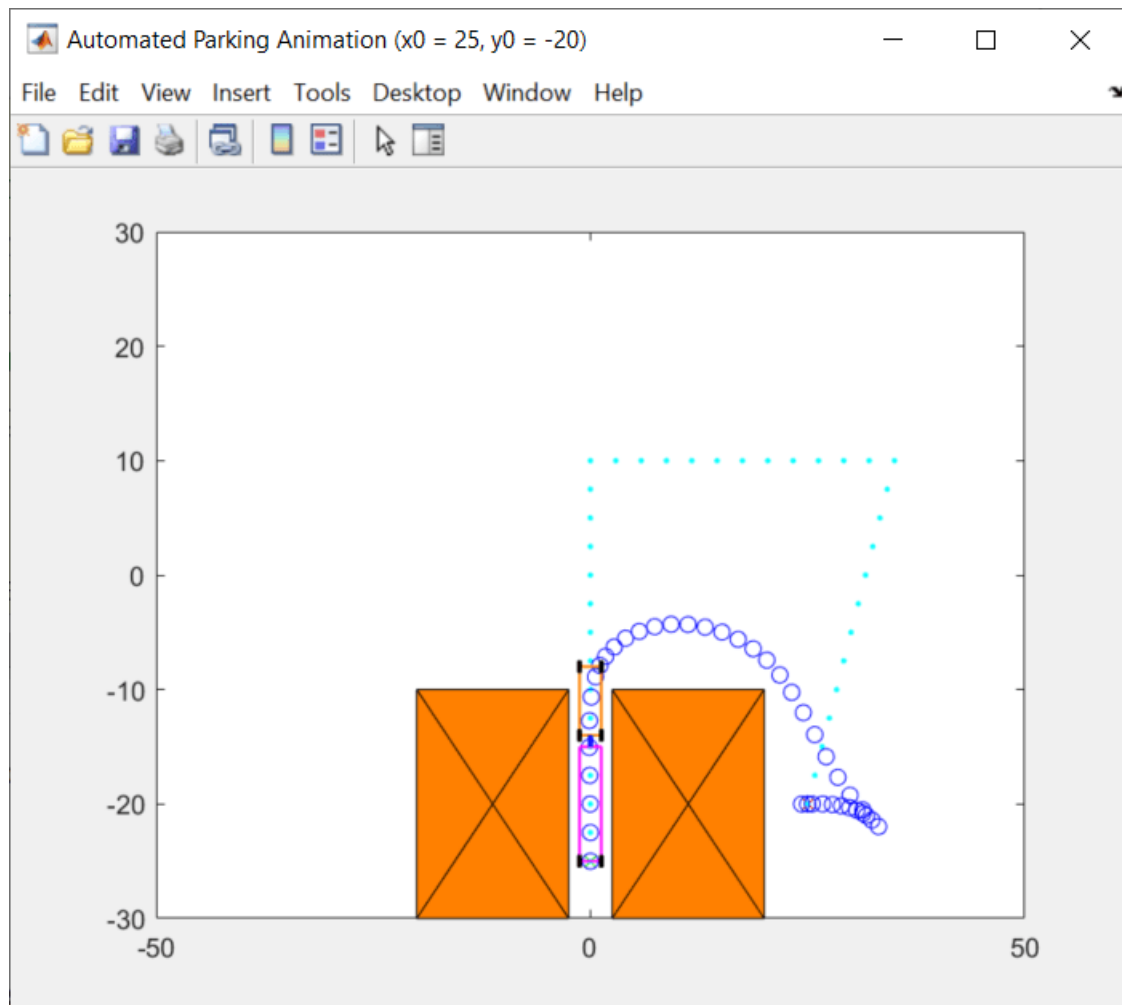 Automated Parking Animation (x0 = 25, y0 = -20)
File Edit View Insert Tools Desktop Window Help
30
20
10
0
-10
-20
-30
-50 0 50